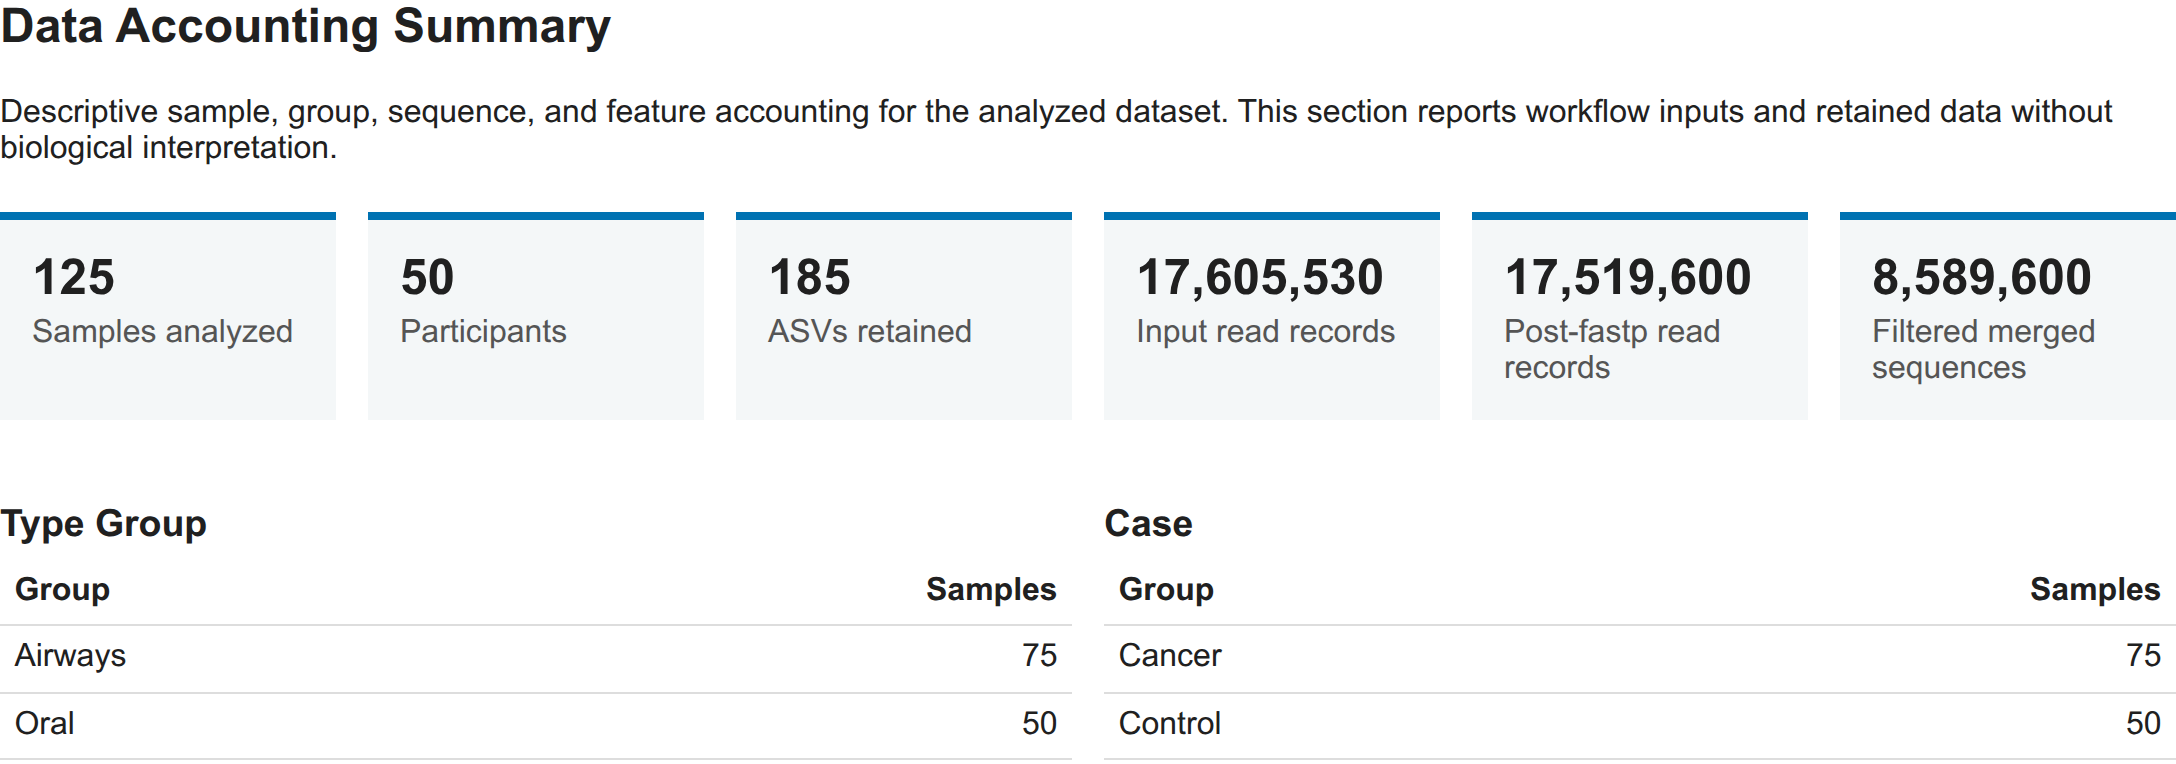 Data Accounting Summary
Descriptive sample, group, sequence, and feature accounting for the analyzed dataset. This section reports workflow inputs and retained data without
biological interpretation.
125
Samples analyzed
50
Participants
185
ASVs retained
17,605,530
Input read records
17,519,600
Post-fastp read
records
8,589,600
Filtered merged
sequences
Type Group
Group Samples
Airways 75
Oral 50
Case
Group Samples
Cancer 75
Control 50